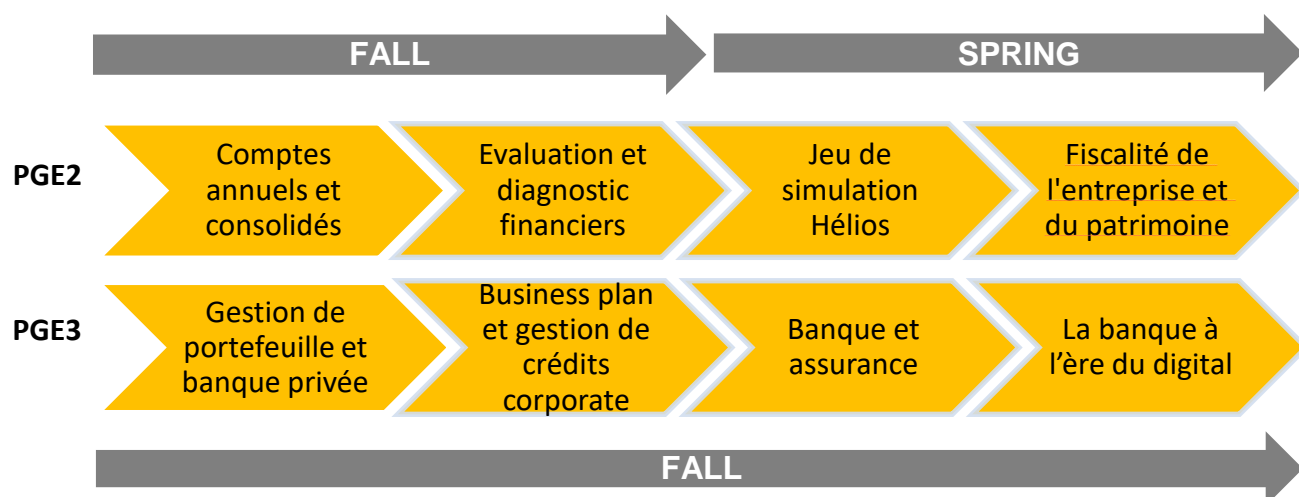 FALL
SPRING
PGE2
Comptes
annuels et
consolidés
Evaluation et
diagnostic
financiers
Jeu de
simulation
Hélios
Fiscalité de
l'entreprise et
du patrimoine
PGE3
Gestion de
portefeuille et
banque privée
Business plan
et gestion de
crédits
corporate
Banque et
assurance
La banque à
l’ère du digital
FALL